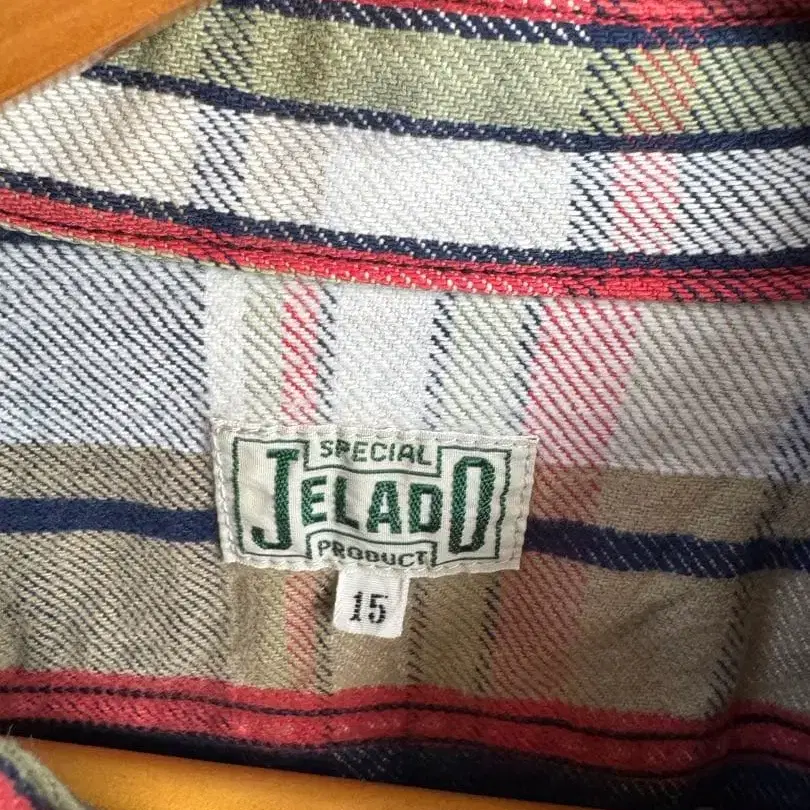 SPECIAL
JELADO
PRODUCT
15